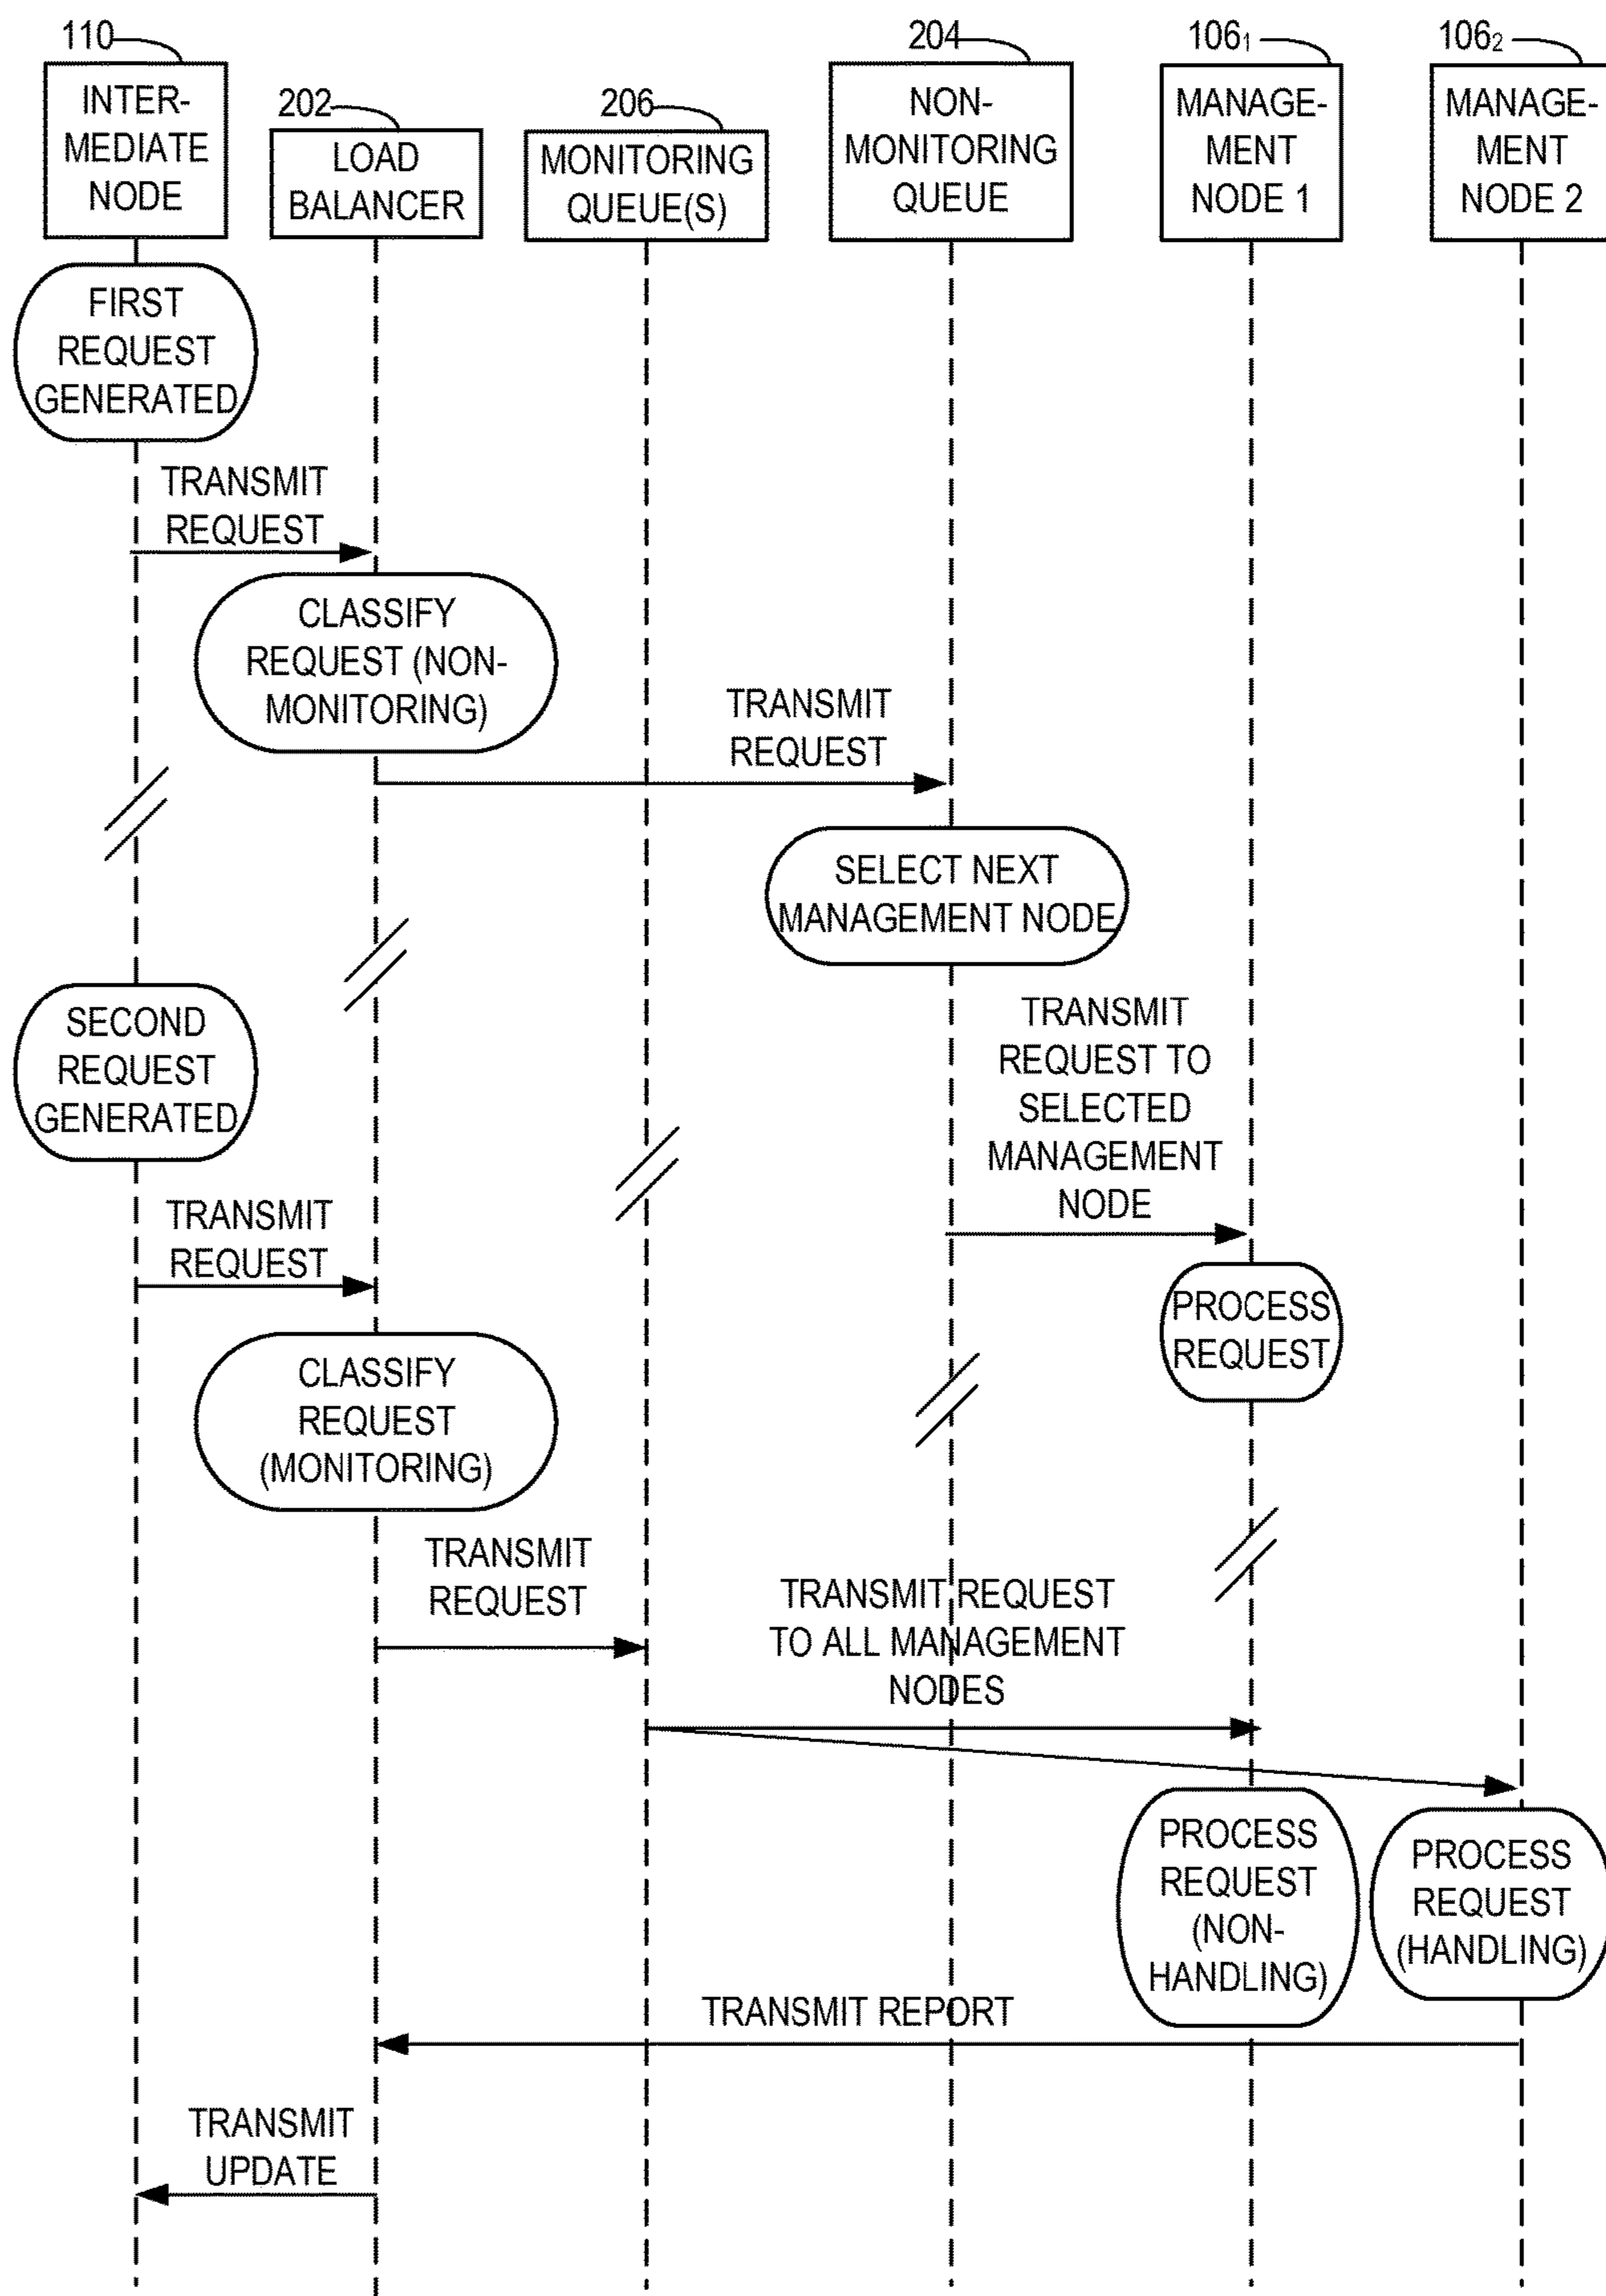 110
204
106₁
106₂
202
206
INTER-
MEDIATE
NODE
LOAD
BALANCER
MONITORING
QUEUE(S)
NON-
MONITORING
QUEUE
MANAGE-
MENT
NODE 1
MANAGE-
MENT
NODE 2
FIRST
REQUEST
GENERATED
TRANSMIT
REQUEST
CLASSIFY
REQUEST (NON-
MONITORING)
TRANSMIT
REQUEST
SELECT NEXT
MANAGEMENT NODE
SECOND
REQUEST
GENERATED
TRANSMIT
REQUEST TO
SELECTED
MANAGEMENT
NODE
TRANSMIT
REQUEST
PROCESS
REQUEST
CLASSIFY
REQUEST
(MONITORING)
TRANSMIT
REQUEST
TRANSMIT REQUEST
TO ALL MANAGEMENT
NODES
PROCESS
REQUEST
(NON-
HANDLING)
PROCESS
REQUEST
(HANDLING)
TRANSMIT REPORT
TRANSMIT
UPDATE